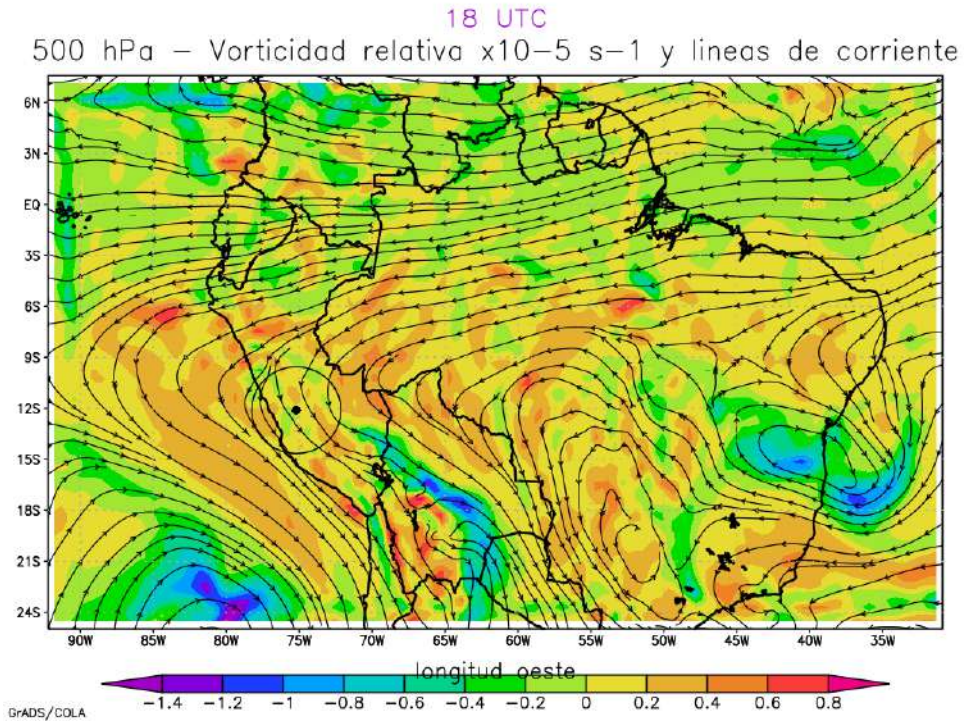 18 UTC
500 hPa – Vorticidad relativa x10–5 s–1 y lineas de corriente
6N
3N
EQ
3S
6S
9S
12S
15S
18S
21S
24S
90W 85W 80W 75W 70W 65W 60W 55W 50W 45W 40W 35W
longitud oeste
−1.4 −1.2 −1 −0.8 −0.6 −0.4 −0.2 0 0.2 0.4 0.6 0.8
GrADS/COLA